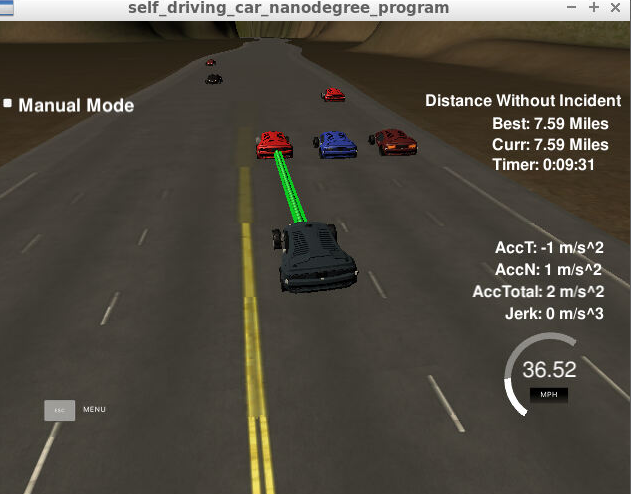 self_driving_car_nanodegree_program
Manual Mode
Distance Without Incident
Best: 7.59 Miles
Curr: 7.59 Miles
Timer: 0:09:31
AccT: -1 m/s^2
AccN: 1 m/s^2
AccTotal: 2 m/s^2
Jerk: 0 m/s^3
36.52
MPH
ESC MENU